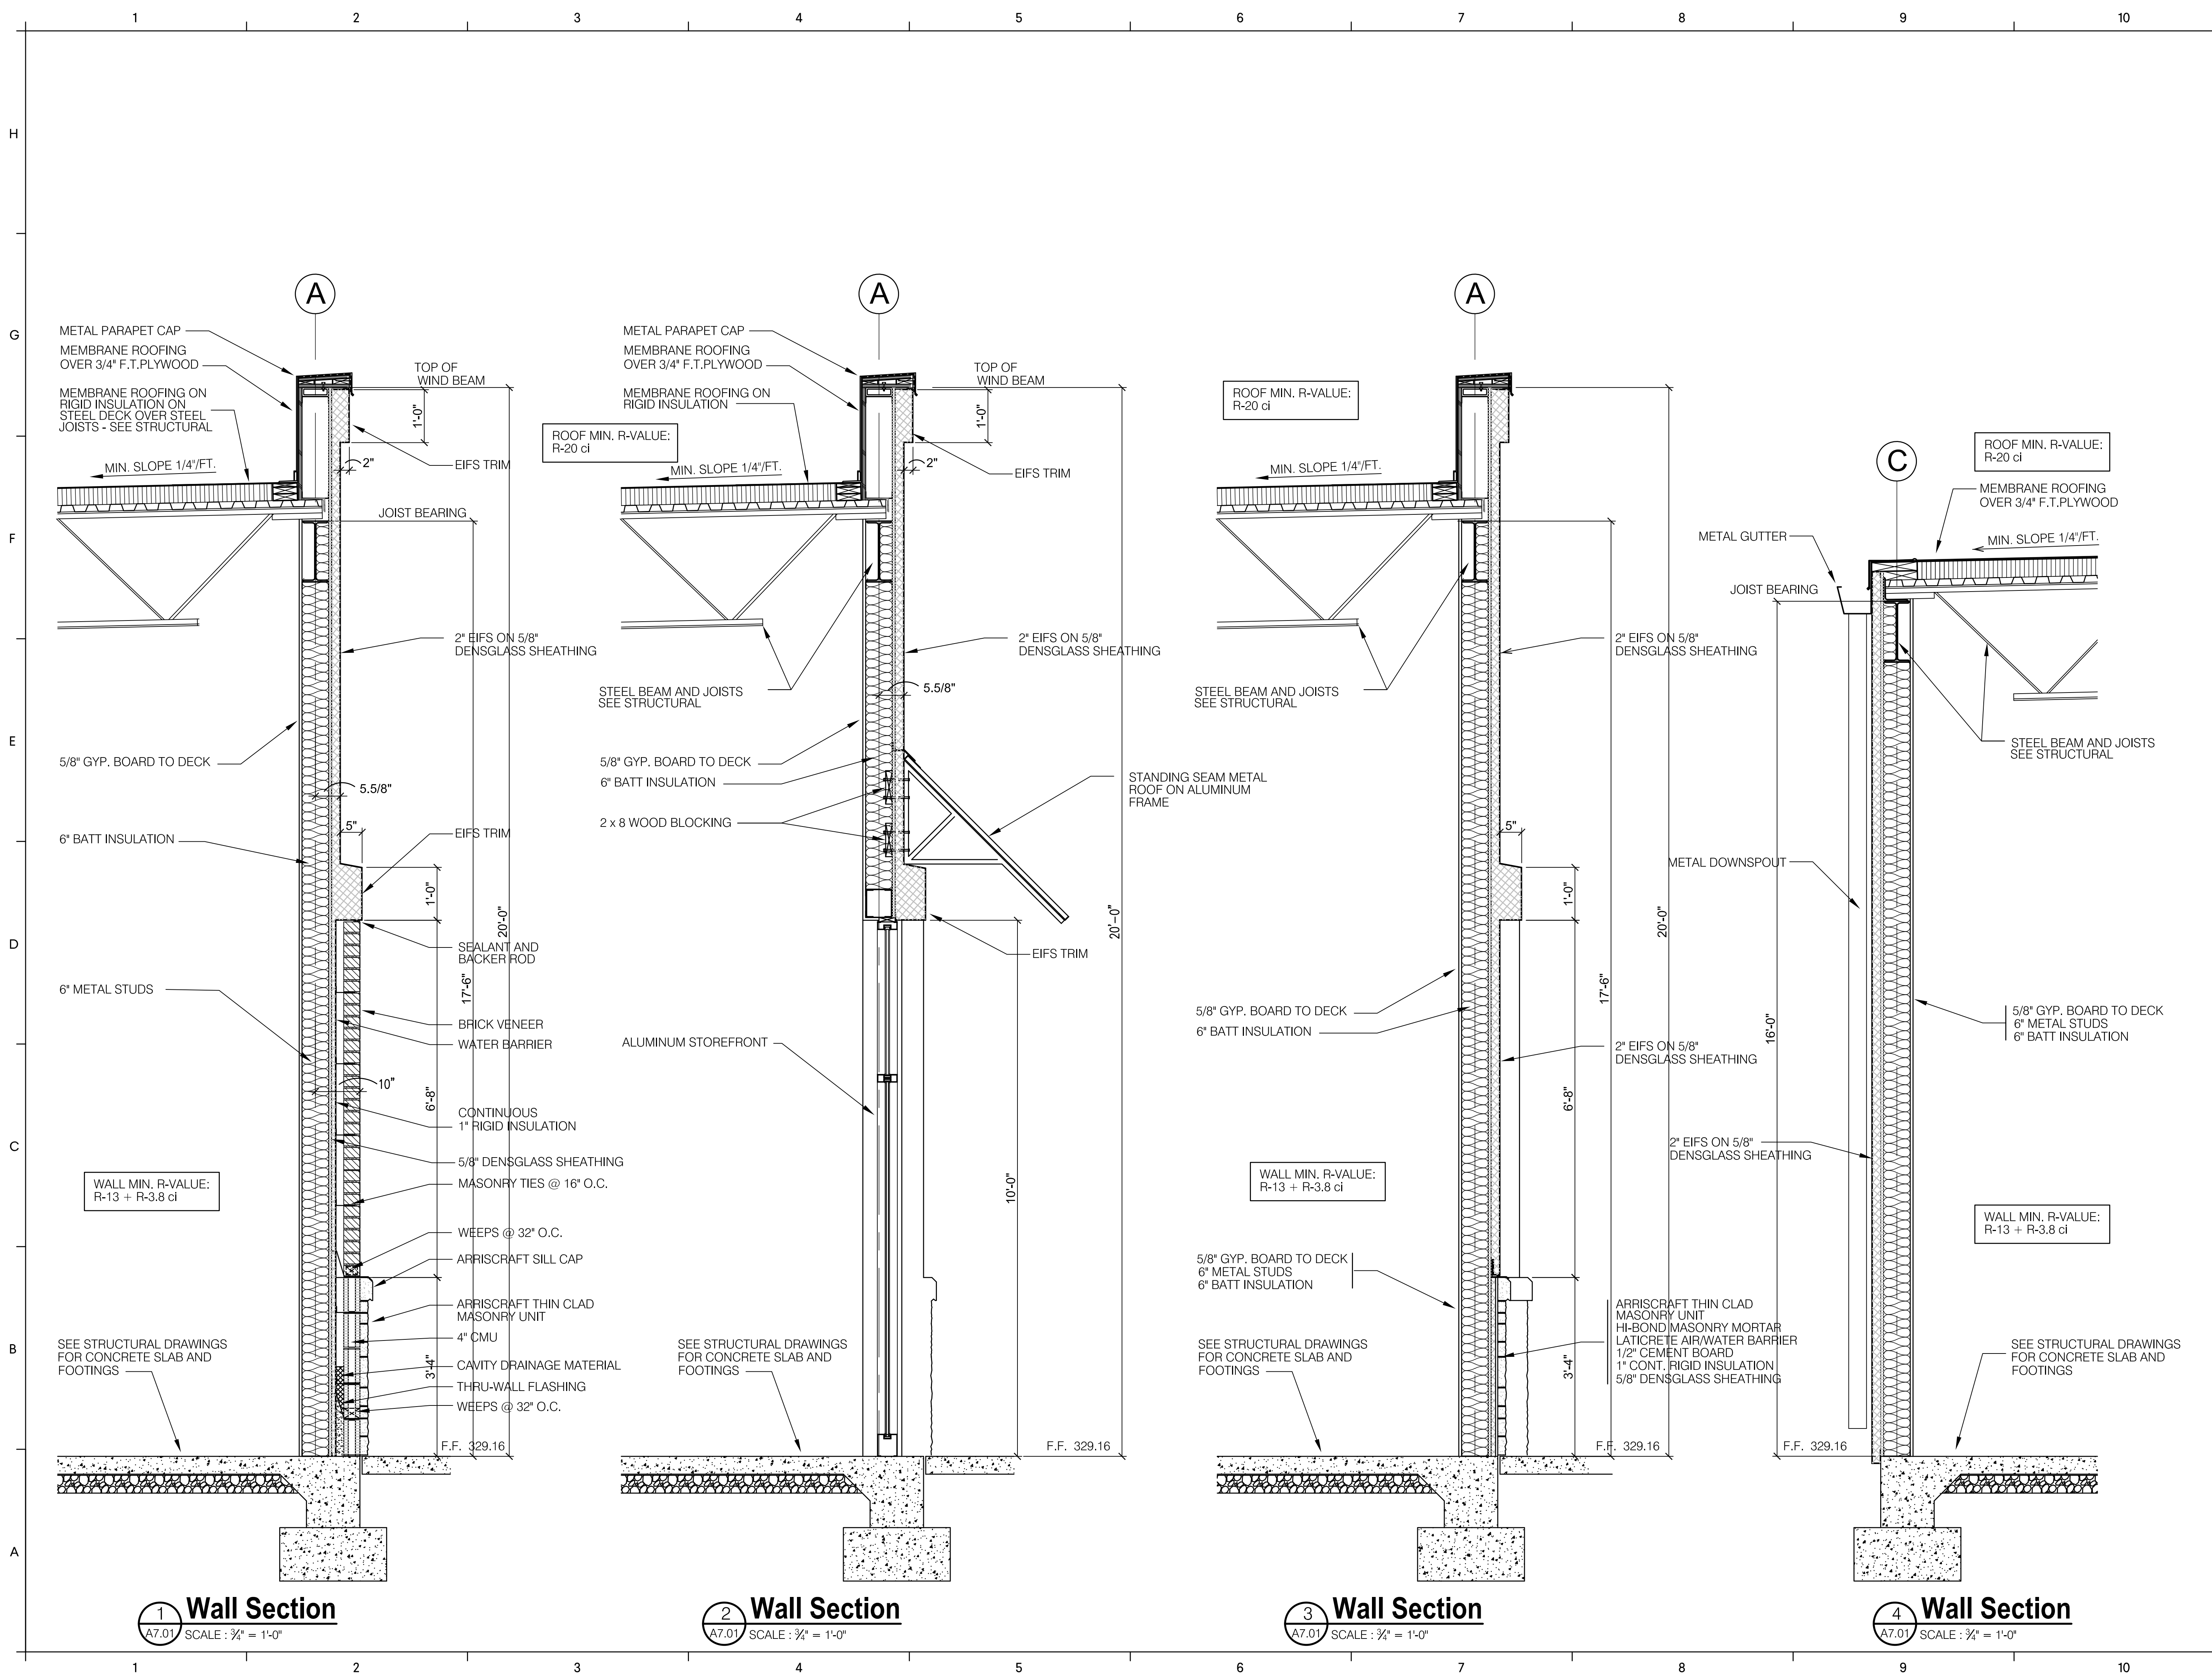 1 2 3 4 5 6 7 8 9 10
H
G
F
E
D
C
B
A
A
METAL PARAPET CAP
MEMBRANE ROOFING
OVER 3/4" F.T.PLYWOOD
MEMBRANE ROOFING ON
RIGID INSULATION ON
STEEL DECK OVER STEEL
JOISTS - SEE STRUCTURAL
TOP OF
WIND BEAM
1'-0"
2"
EIFS TRIM
MIN. SLOPE 1/4"/FT.
JOIST BEARING
2" EIFS ON 5/8"
DENSGLASS SHEATHING
5/8" GYP. BOARD TO DECK
5.5/8"
5"
EIFS TRIM
6" BATT INSULATION
1'-0"
20'-0"
SEALANT AND
BACKER ROD
17'-6"
6" METAL STUDS
BRICK VENEER
WATER BARRIER
10"
6'-8"
CONTINUOUS
1" RIGID INSULATION
5/8" DENSGLASS SHEATHING
MASONRY TIES @ 16" O.C.
WALL MIN. R-VALUE:
R-13 + R-3.8 ci
WEEPS @ 32" O.C.
ARRISCRAFT SILL CAP
ARRISCRAFT THIN CLAD
MASONRY UNIT
4" CMU
SEE STRUCTURAL DRAWINGS
FOR CONCRETE SLAB AND
FOOTINGS
3'-4"
CAVITY DRAINAGE MATERIAL
THRU-WALL FLASHING
WEEPS @ 32" O.C.
F.F. 329.16
1
A7.01
Wall Section
SCALE : ¾" = 1'-0"
A
METAL PARAPET CAP
MEMBRANE ROOFING
OVER 3/4" F.T.PLYWOOD
MEMBRANE ROOFING ON
RIGID INSULATION
TOP OF
WIND BEAM
1'-0"
ROOF MIN. R-VALUE:
R-20 ci
2"
EIFS TRIM
MIN. SLOPE 1/4"/FT.
2" EIFS ON 5/8"
DENSGLASS SHEATHING
STEEL BEAM AND JOISTS
SEE STRUCTURAL
5.5/8"
5/8" GYP. BOARD TO DECK
6" BATT INSULATION
STANDING SEAM METAL
ROOF ON ALUMINUM
FRAME
2 x 8 WOOD BLOCKING
20'-0"
EIFS TRIM
ALUMINUM STOREFRONT
10'-0"
SEE STRUCTURAL DRAWINGS
FOR CONCRETE SLAB AND
FOOTINGS
F.F. 329.16
2
A7.01
Wall Section
SCALE : ¾" = 1'-0"
A
ROOF MIN. R-VALUE:
R-20 ci
MIN. SLOPE 1/4"/FT.
2" EIFS ON 5/8"
DENSGLASS SHEATHING
STEEL BEAM AND JOISTS
SEE STRUCTURAL
5"
1'-0"
20'-0"
17'-6"
5/8" GYP. BOARD TO DECK
6" BATT INSULATION
2" EIFS ON 5/8"
DENSGLASS SHEATHING
6'-8"
WALL MIN. R-VALUE:
R-13 + R-3.8 ci
5/8" GYP. BOARD TO DECK
6" METAL STUDS
6" BATT INSULATION
ARRISCRAFT THIN CLAD
MASONRY UNIT
HI-BOND MASONRY MORTAR
LATICRETE AIR/WATER BARRIER
1/2" CEMENT BOARD
1" CONT. RIGID INSULATION
5/8" DENSGLASS SHEATHING
SEE STRUCTURAL DRAWINGS
FOR CONCRETE SLAB AND
FOOTINGS
3'-4"
F.F. 329.16
3
A7.01
Wall Section
SCALE : ¾" = 1'-0"
C
ROOF MIN. R-VALUE:
R-20 ci
MEMBRANE ROOFING
OVER 3/4" F.T.PLYWOOD
METAL GUTTER
MIN. SLOPE 1/4"/FT.
JOIST BEARING
STEEL BEAM AND JOISTS
SEE STRUCTURAL
METAL DOWNSPOUT
16'-0"
5/8" GYP. BOARD TO DECK
6" METAL STUDS
6" BATT INSULATION
2" EIFS ON 5/8"
DENSGLASS SHEATHING
WALL MIN. R-VALUE:
R-13 + R-3.8 ci
SEE STRUCTURAL DRAWINGS
FOR CONCRETE SLAB AND
FOOTINGS
F.F. 329.16
4
A7.01
Wall Section
SCALE : ¾" = 1'-0"
1 2 3 4 5 6 7 8 9 10